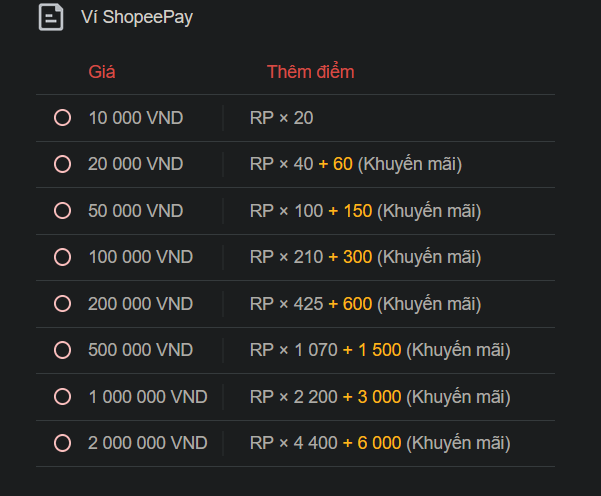 Ví ShopeePay
Giá Thêm điểm
10 000 VND RP × 20
20 000 VND RP × 40 + 60 (Khuyến mãi)
50 000 VND RP × 100 + 150 (Khuyến mãi)
100 000 VND RP × 210 + 300 (Khuyến mãi)
200 000 VND RP × 425 + 600 (Khuyến mãi)
500 000 VND RP × 1 070 + 1 500 (Khuyến mãi)
1 000 000 VND RP × 2 200 + 3 000 (Khuyến mãi)
2 000 000 VND RP × 4 400 + 6 000 (Khuyến mãi)